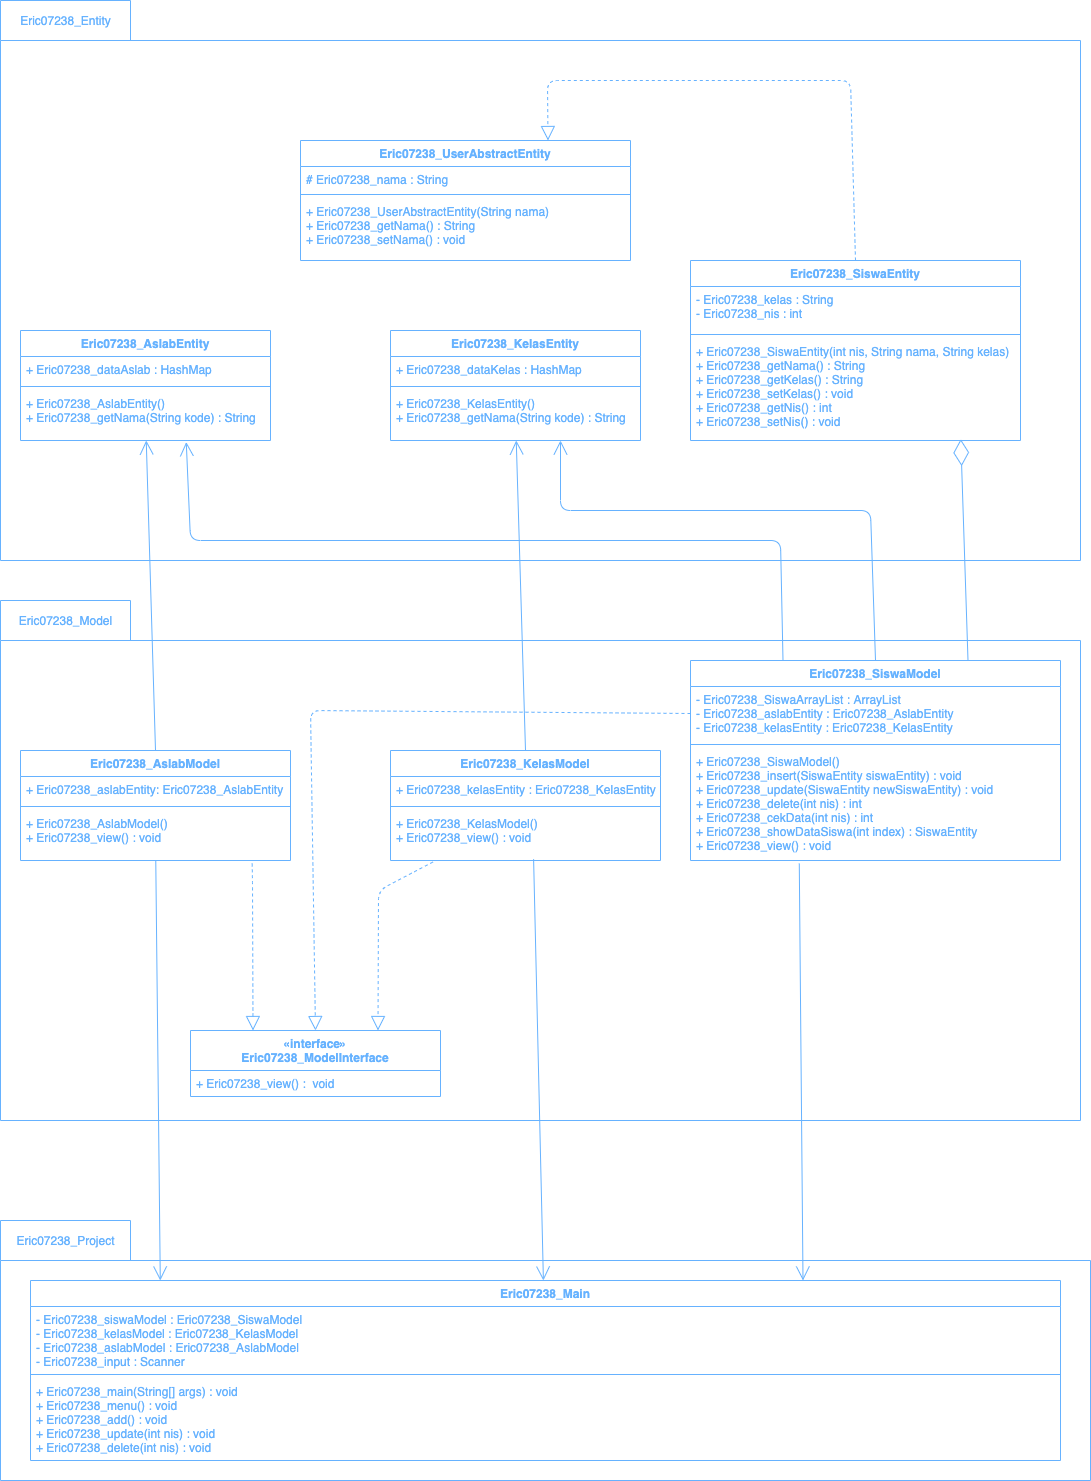 Eric07238_Entity
Eric07238_UserAbstractEntity
# Eric07238_nama : String
+ Eric07238_UserAbstractEntity(String nama)
+ Eric07238_getNama() : String
+ Eric07238_setNama() : void
Eric07238_SiswaEntity
- Eric07238_kelas : String
- Eric07238_nis : int
+ Eric07238_SiswaEntity(int nis, String nama, String kelas)
+ Eric07238_getNama() : String
+ Eric07238_getKelas() : String
+ Eric07238_setKelas() : void
+ Eric07238_getNis() : int
+ Eric07238_setNis() : void
Eric07238_AslabEntity
+ Eric07238_dataAslab : HashMap
+ Eric07238_AslabEntity()
+ Eric07238_getNama(String kode) : String
Eric07238_KelasEntity
+ Eric07238_dataKelas : HashMap
+ Eric07238_KelasEntity()
+ Eric07238_getNama(String kode) : String
Eric07238_Model
Eric07238_SiswaModel
- Eric07238_SiswaArrayList : ArrayList
- Eric07238_aslabEntity : Eric07238_AslabEntity
- Eric07238_kelasEntity : Eric07238_KelasEntity
+ Eric07238_SiswaModel()
+ Eric07238_insert(SiswaEntity siswaEntity) : void
+ Eric07238_update(SiswaEntity newSiswaEntity) : void
+ Eric07238_delete(int nis) : int
+ Eric07238_cekData(int nis) : int
+ Eric07238_showDataSiswa(int index) : SiswaEntity
+ Eric07238_view() : void
Eric07238_AslabModel
+ Eric07238_aslabEntity: Eric07238_AslabEntity
+ Eric07238_AslabModel()
+ Eric07238_view() : void
Eric07238_KelasModel
+ Eric07238_kelasEntity : Eric07238_KelasEntity
+ Eric07238_KelasModel()
+ Eric07238_view() : void
«interface»
Eric07238_ModelInterface
+ Eric07238_view() :  void
Eric07238_Project
Eric07238_Main
- Eric07238_siswaModel : Eric07238_SiswaModel
- Eric07238_kelasModel : Eric07238_KelasModel
- Eric07238_aslabModel : Eric07238_AslabModel
- Eric07238_input : Scanner
+ Eric07238_main(String[] args) : void
+ Eric07238_menu() : void
+ Eric07238_add() : void
+ Eric07238_update(int nis) : void
+ Eric07238_delete(int nis) : void